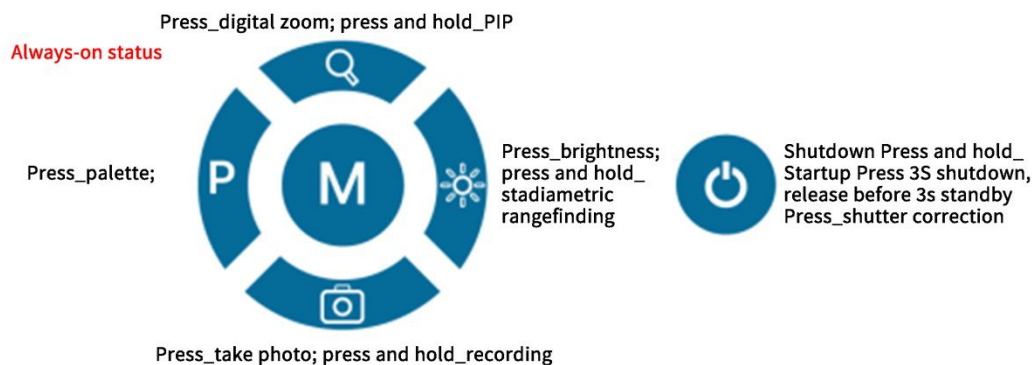 Press_digital zoom; press and hold_PIP
Always-on status
Press_palette;
P
M
Press_brightness;
press and hold_
stadiametric
rangefinding
Shutdown Press and hold_
Startup Press 3S shutdown,
release before 3s standby
Press_shutter correction
Press_take photo; press and hold_recording